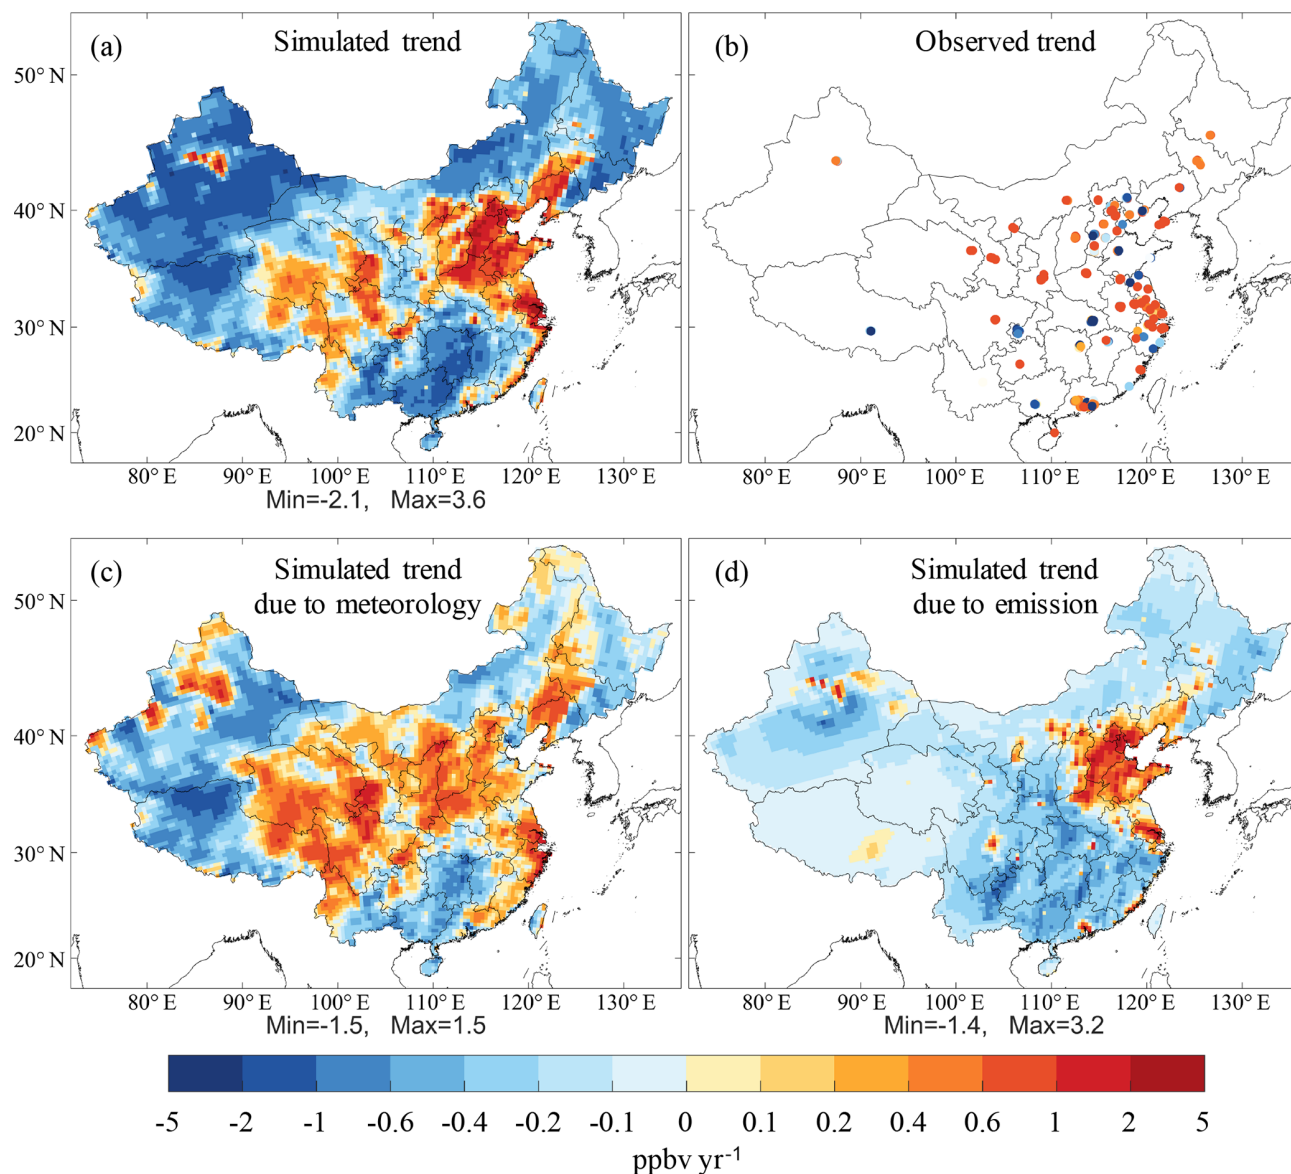 (a)
Simulated trend
(b)
Observed trend
50° N
40° N
30° N
20° N
80° E 90° E 100° E 110° E 120° E 130° E
80° E 90° E 100° E 110° E 120° E 130° E
Min=-2.1, Max=3.6
(c)
Simulated trend
due to meteorology
(d)
Simulated trend
due to emission
50° N
40° N
30° N
20° N
80° E 90° E 100° E 110° E 120° E 130° E
80° E 90° E 100° E 110° E 120° E 130° E
Min=-1.5, Max=1.5
Min=-1.4, Max=3.2
-5 -2 -1 -0.6 -0.4 -0.2 -0.1 0 0.1 0.2 0.4 0.6 1 2 5
ppbv yr⁻¹